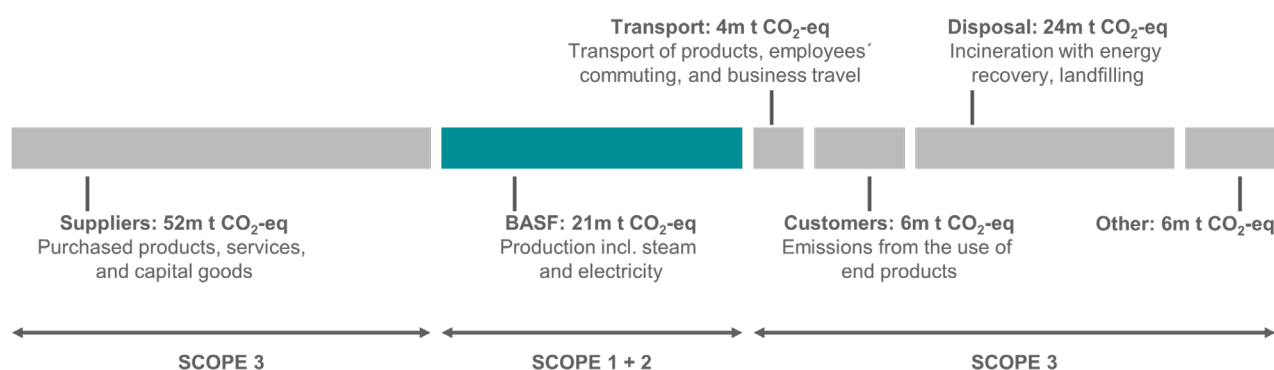 Transport: 4m t CO₂-eq
Transport of products, employees´
commuting, and business travel
Disposal: 24m t CO₂-eq
Incineration with energy
recovery, landfilling
Suppliers: 52m t CO₂-eq
Purchased products, services,
and capital goods
BASF: 21m t CO₂-eq
Production incl. steam
and electricity
Customers: 6m t CO₂-eq
Emissions from the use of
end products
Other: 6m t CO₂-eq
SCOPE 3
SCOPE 1 + 2
SCOPE 3